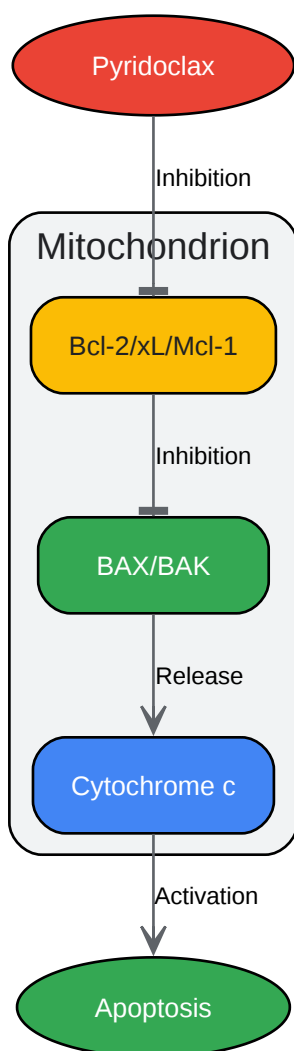 Pyridoclax
Inhibition
Mitochondrion
Bcl-2/xL/Mcl-1
Inhibition
BAX/BAK
Release
Cytochrome c
Activation
Apoptosis